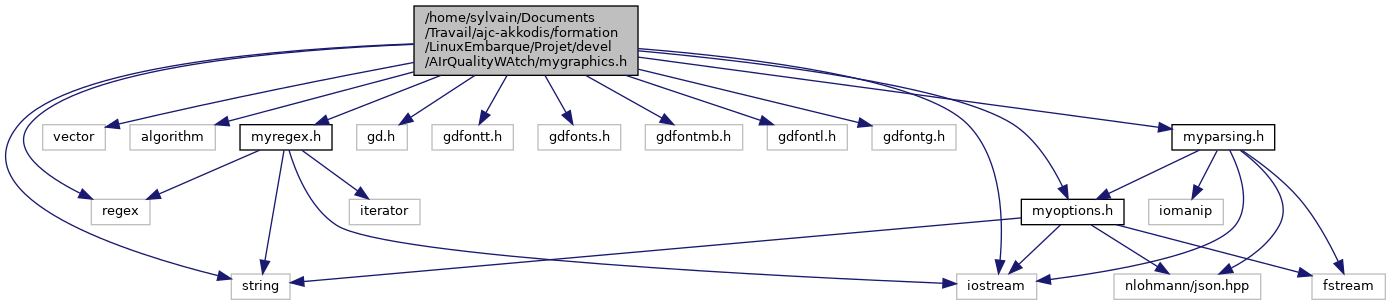 /home/sylvain/Documents
/Travail/ajc-akkodis/formation
/LinuxEmbarque/Projet/devel
/AIrQualityWAtch/mygraphics.h
vector
algorithm
myregex.h
gd.h
gdfontt.h
gdfonts.h
gdfontmb.h
gdfontl.h
gdfontg.h
myparsing.h
regex
iterator
myoptions.h
iomanip
string
iostream
nlohmann/json.hpp
fstream